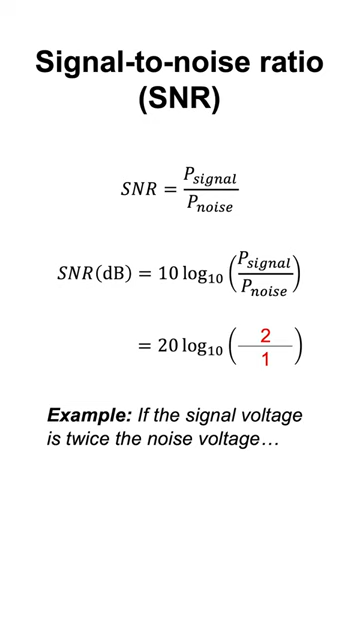 Signal-to-noise ratio
(SNR)
SNR = P_signal / P_noise
SNR(dB) = 10 log₁₀ (P_signal / P_noise)
= 20 log₁₀ (2 / 1)
Example: If the signal voltage
is twice the noise voltage…